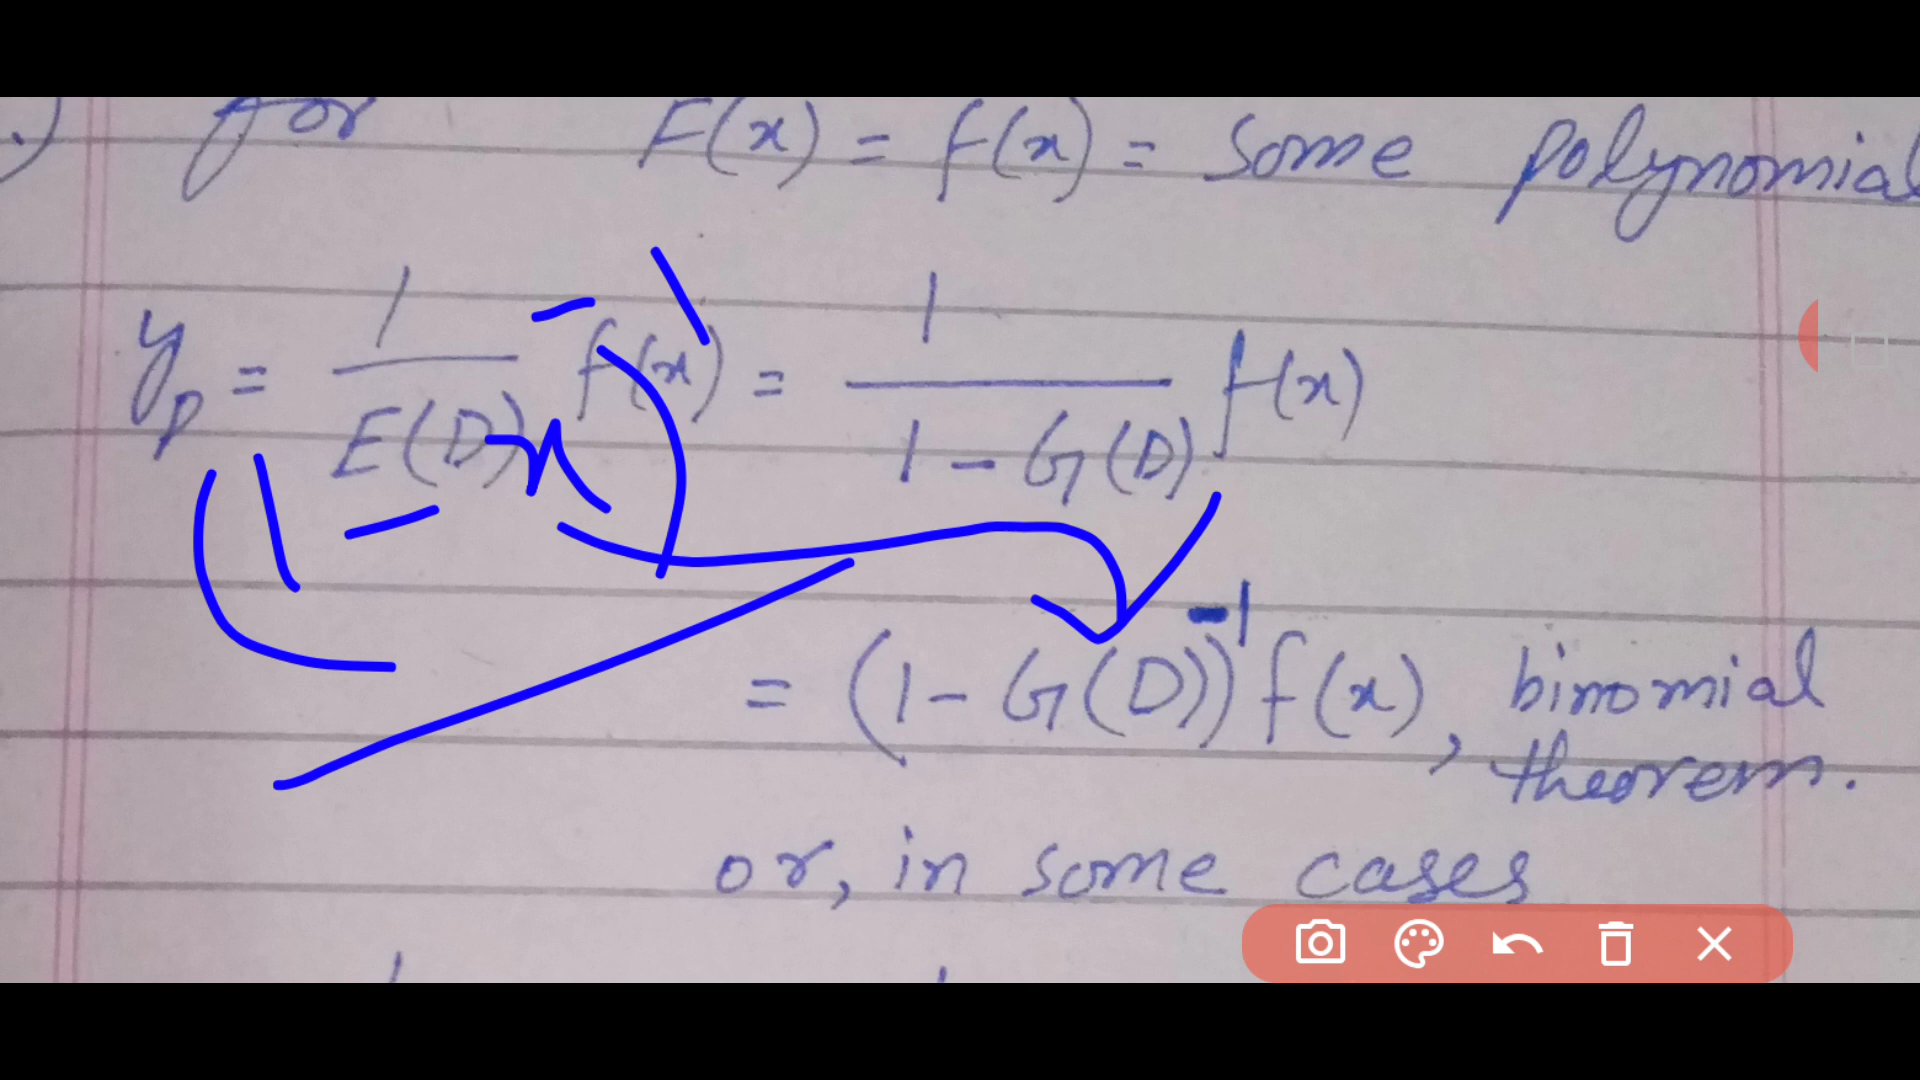 .) for F(x) = f(x) = Some polynomial
yp = 1/E(D) f(x) = 1/(1 - G(D)) f(x)
= (1 - G(D))^-1 f(x), binomial
theorem.
or, in some cases